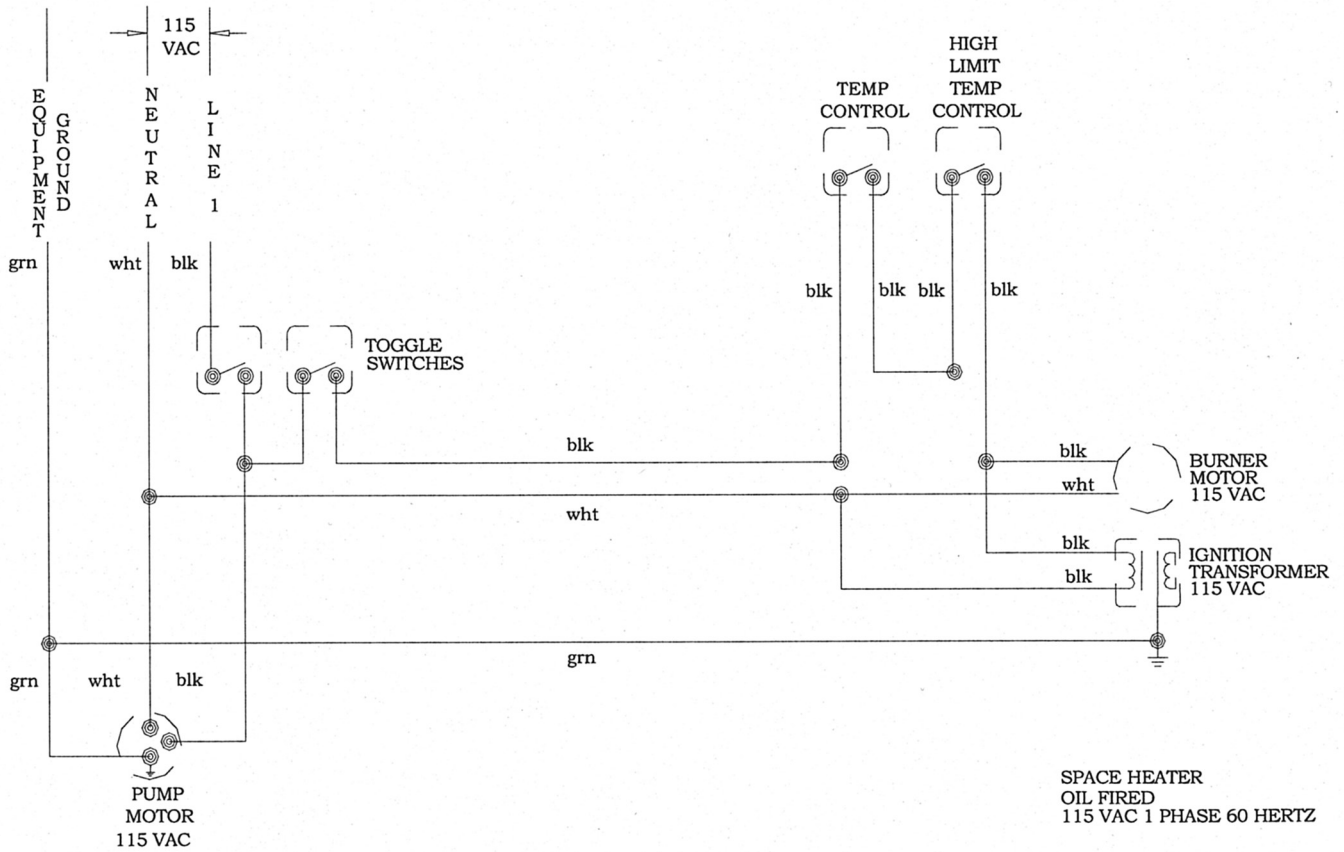 115
VAC
EQUIPMENT
GROUND
NEUTRAL
LINE 1
HIGH
LIMIT
TEMP
CONTROL
TEMP
CONTROL
grn
wht
blk
blk
blk
blk
blk
TOGGLE
SWITCHES
blk
wht
blk
wht
BURNER
MOTOR
115 VAC
blk
blk
IGNITION
TRANSFORMER
115 VAC
grn
grn
wht
blk
PUMP
MOTOR
115 VAC
SPACE HEATER
OIL FIRED
115 VAC 1 PHASE 60 HERTZ